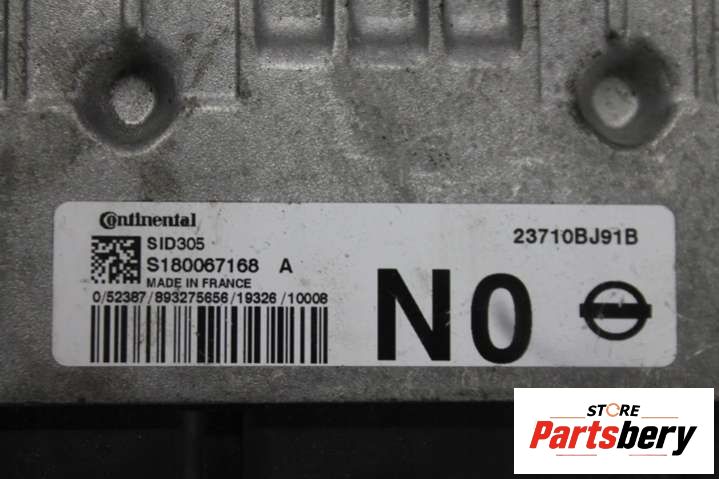 Continental
SID305
S180067168 A
MADE IN FRANCE
0/52387/893275656/19326/10008
23710BJ91B
N0
STORE
Partsbery